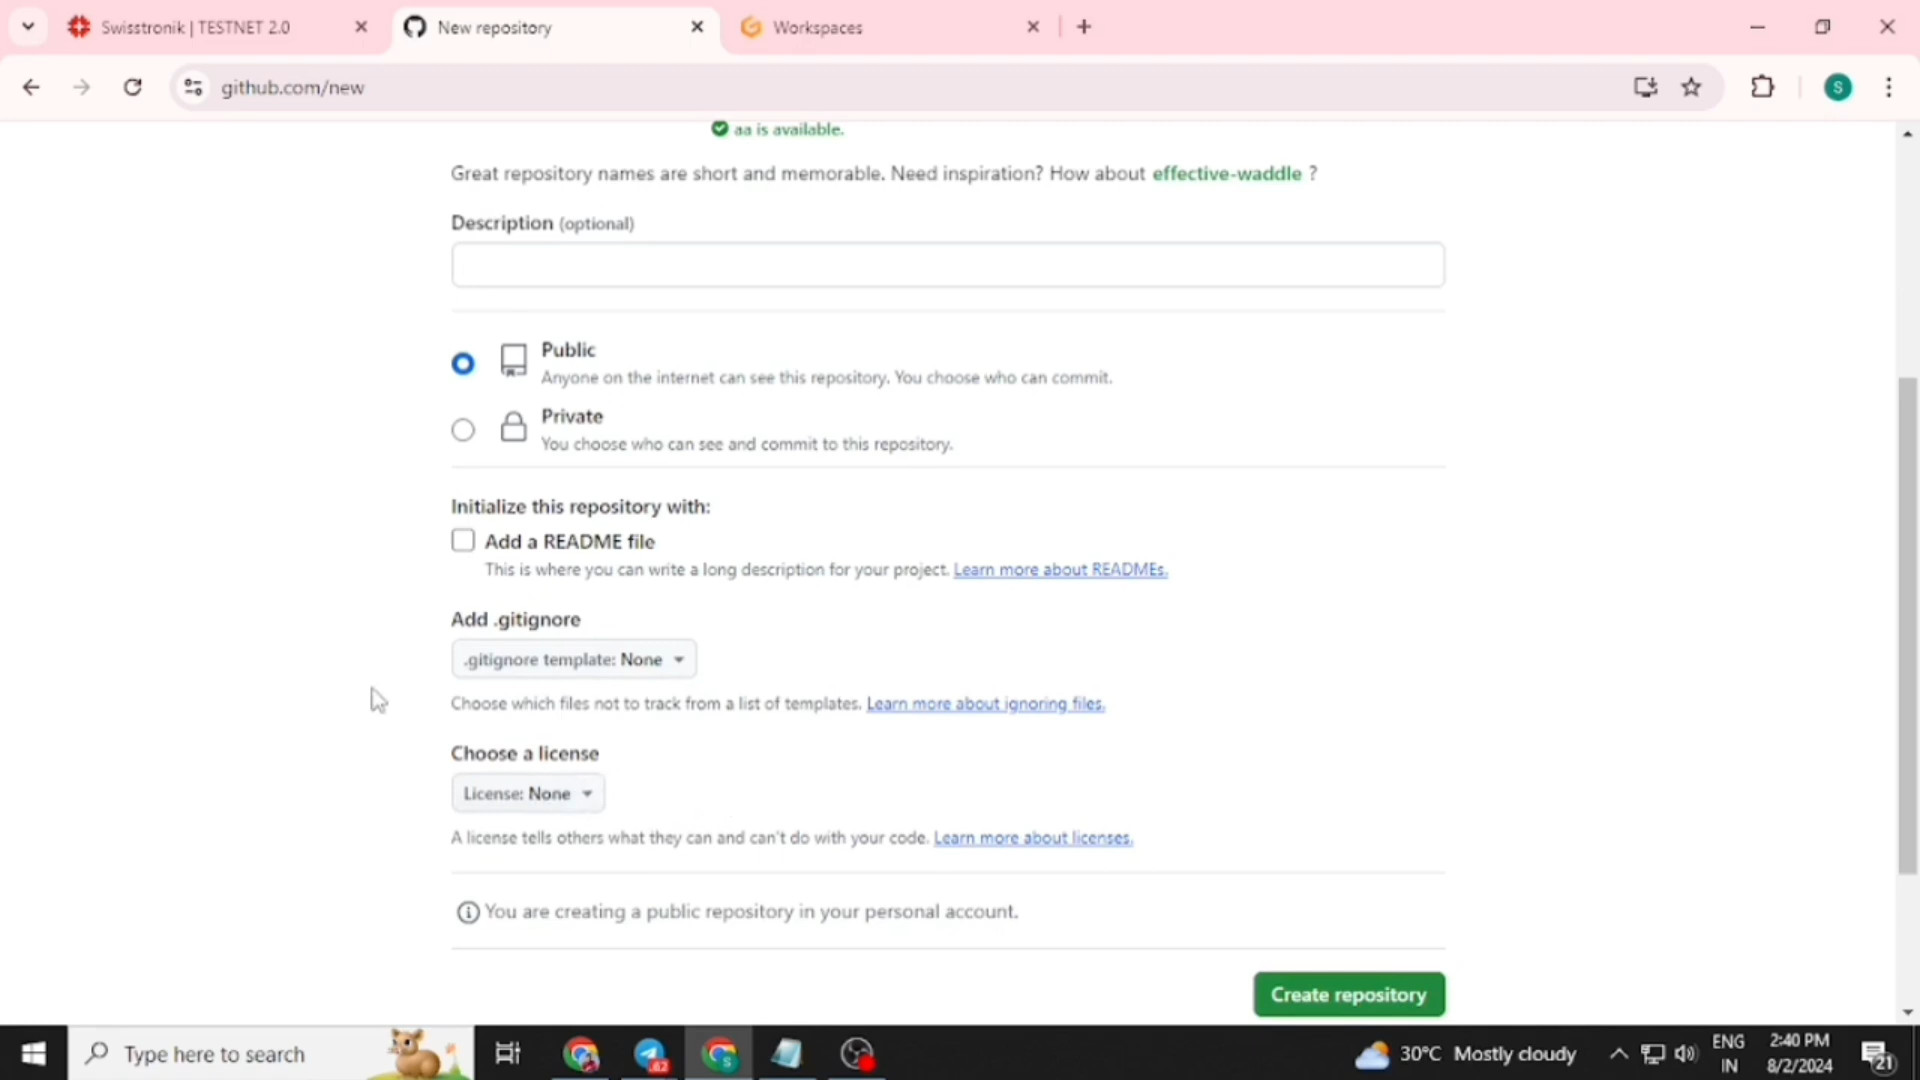 Swisstronik | TESTNET 2.0
New repository
Workspaces
github.com/new
S
aa is available.
Great repository names are short and memorable. Need inspiration? How about effective-waddle ?
Description (optional)
Public
Anyone on the internet can see this repository. You choose who can commit.
Private
You choose who can see and commit to this repository.
Initialize this repository with:
Add a README file
This is where you can write a long description for your project. Learn more about READMEs.
Add .gitignore
.gitignore template: None
Choose which files not to track from a list of templates. Learn more about ignoring files.
Choose a license
License: None
A license tells others what they can and can't do with your code. Learn more about licenses.
You are creating a public repository in your personal account.
Create repository
Type here to search
82
S
30°C Mostly cloudy
ENG
IN
2:40 PM
8/2/2024
21